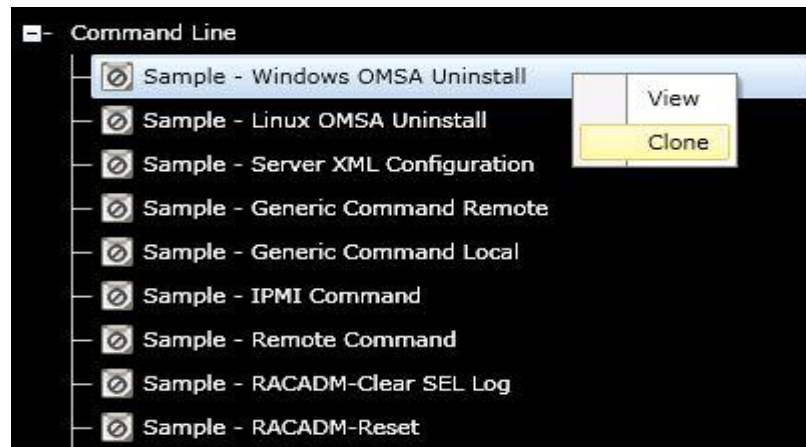 Command Line
Sample - Windows OMSA Uninstall
View
Clone
Sample - Linux OMSA Uninstall
Sample - Server XML Configuration
Sample - Generic Command Remote
Sample - Generic Command Local
Sample - IPMI Command
Sample - Remote Command
Sample - RACADM-Clear SEL Log
Sample - RACADM-Reset